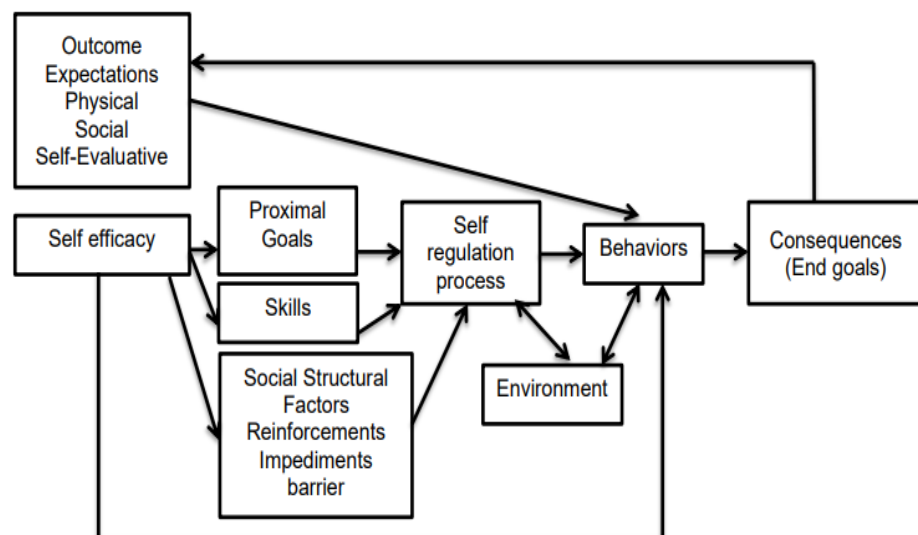 Outcome
Expectations
Physical
Social
Self-Evaluative
Self efficacy
Proximal
Goals
Skills
Social Structural
Factors
Reinforcements
Impediments
barrier
Self
regulation
process
Behaviors
Environment
Consequences
(End goals)